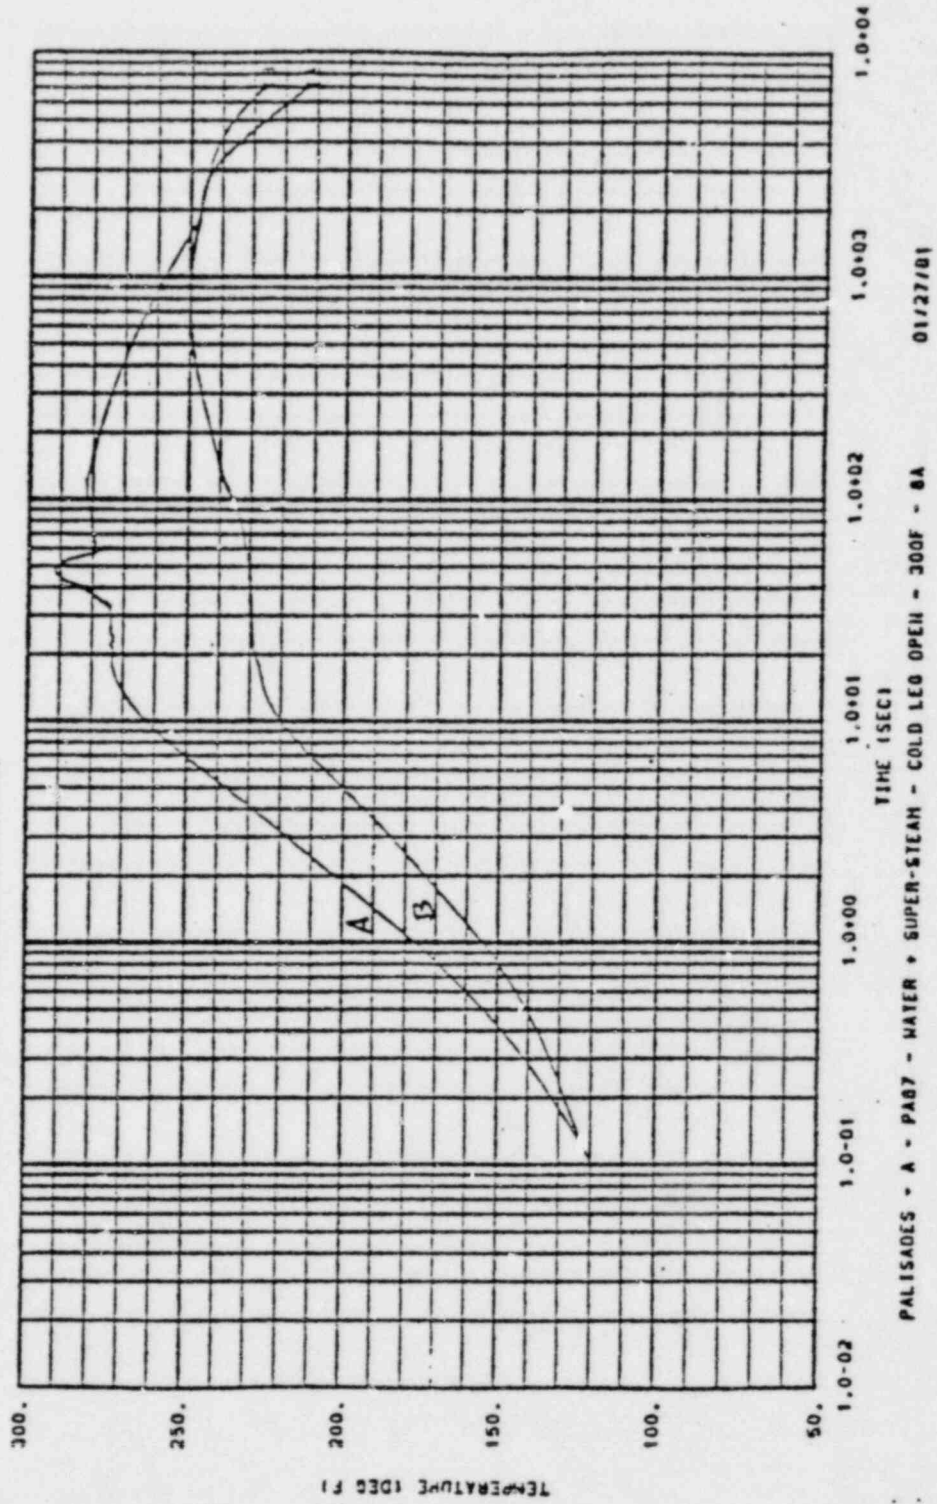 TEMPERATURE (DEG F)
300.
250.
200.
150.
100.
50.
A
B
1.0-02
1.0-01
1.0+00
1.0+01
1.0+02
1.0+03
1.0+04
TIME (SEC)
PALISADES - A - PAB7 - WATER + SUPER-STEAM - COLD LEG OPEN - 300F - 8A
01/27/81